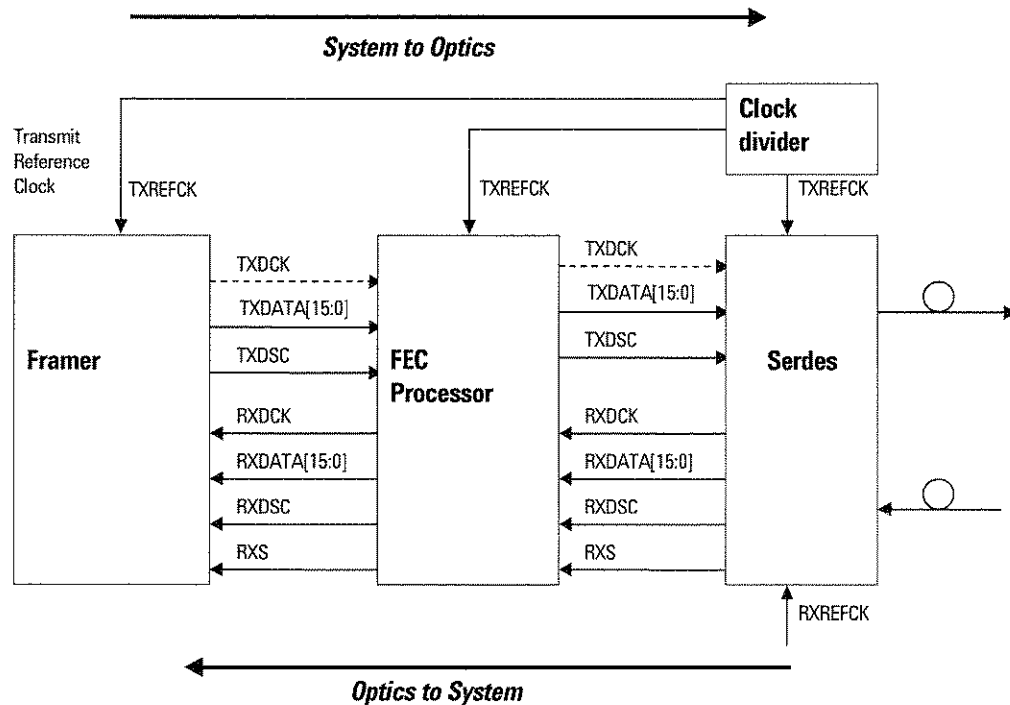 System to Optics
Clock
divider
Transmit
Reference
Clock
TXREFCK
TXREFCK
TXREFCK
TXDCK
TXDCK
TXDATA[15:0]
TXDATA[15:0]
TXDSC
TXDSC
Framer
FEC
Processor
Serdes
RXDCK
RXDCK
RXDATA[15:0]
RXDATA[15:0]
RXDSC
RXDSC
RXS
RXS
RXREFCK
Optics to System